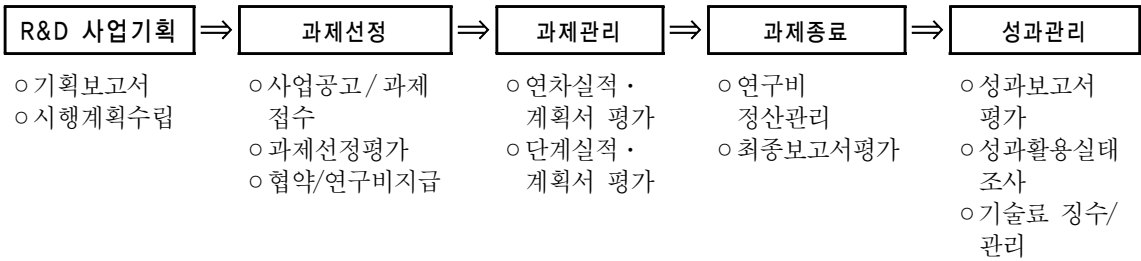 R&D 사업기획 ⇒ 과제선정 ⇒ 과제관리 ⇒ 과제종료 ⇒ 성과관리
○기획보고서
○시행계획수립
○사업공고/과제
접수
○과제선정평가
○협약/연구비지급
○연차실적·
계획서 평가
○단계실적·
계획서 평가
○연구비
정산관리
○최종보고서평가
○성과보고서
평가
○성과활용실태
조사
○기술료 징수/
관리